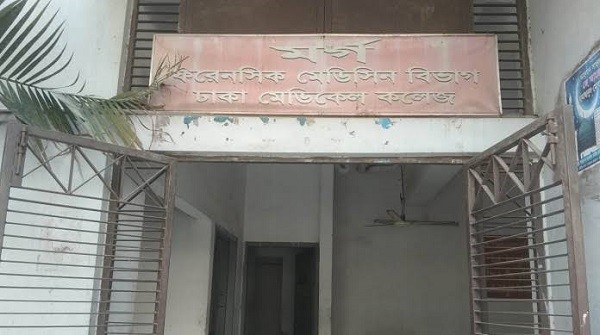 মর্গ
ফরেনসিক মেডিসিন বিভাগ
ঢাকা মেডিকেল কলেজ